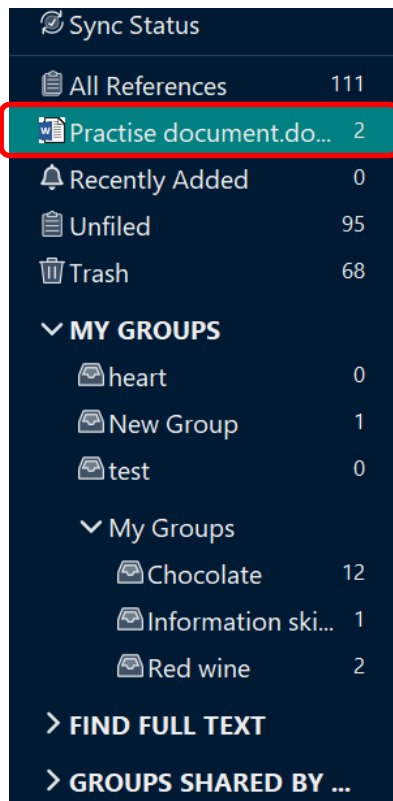 Sync Status
All References 111
Practise document.do... 2
Recently Added 0
Unfiled 95
Trash 68
MY GROUPS
heart 0
New Group 1
test 0
My Groups
Chocolate 12
Information ski... 1
Red wine 2
FIND FULL TEXT
GROUPS SHARED BY ...